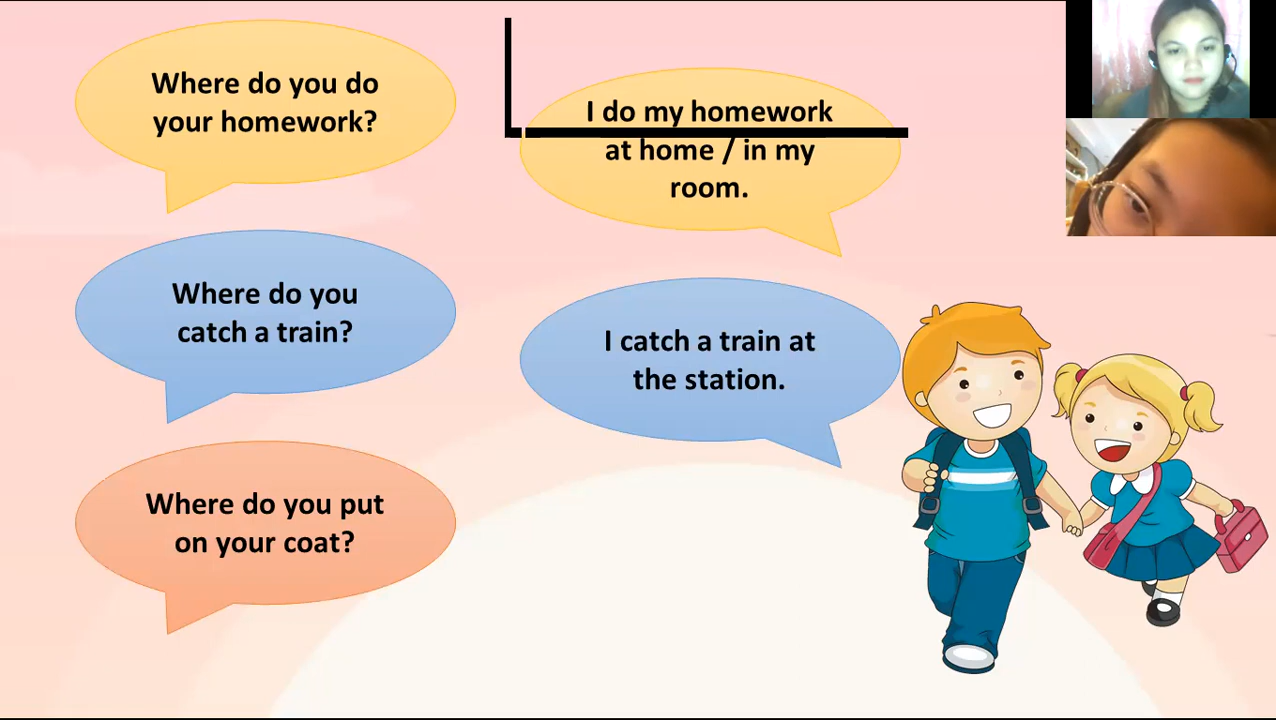 Where do you do
your homework?
I do my homework
at home / in my
room.
Where do you
catch a train?
I catch a train at
the station.
Where do you put
on your coat?